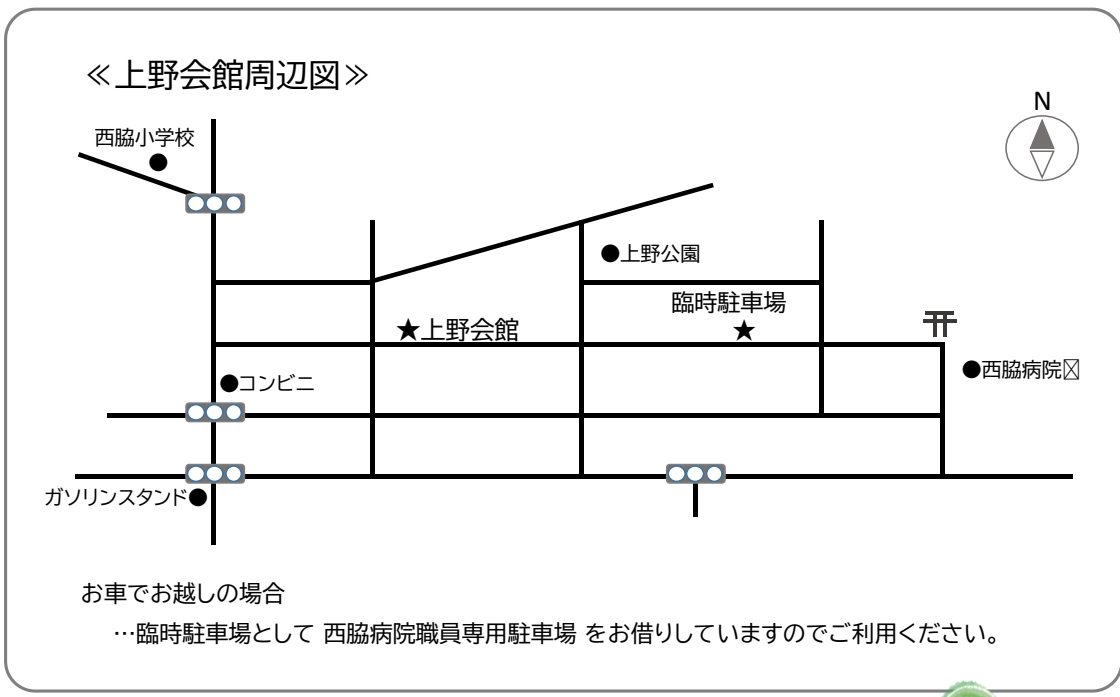 ≪上野会館周辺図≫
N
西脇小学校
上野公園
臨時駐車場
★
★上野会館
コンビニ
西脇病院
ガソリンスタンド
お車でお越しの場合
…臨時駐車場として 西脇病院職員専用駐車場 をお借りしていますのでご利用ください。